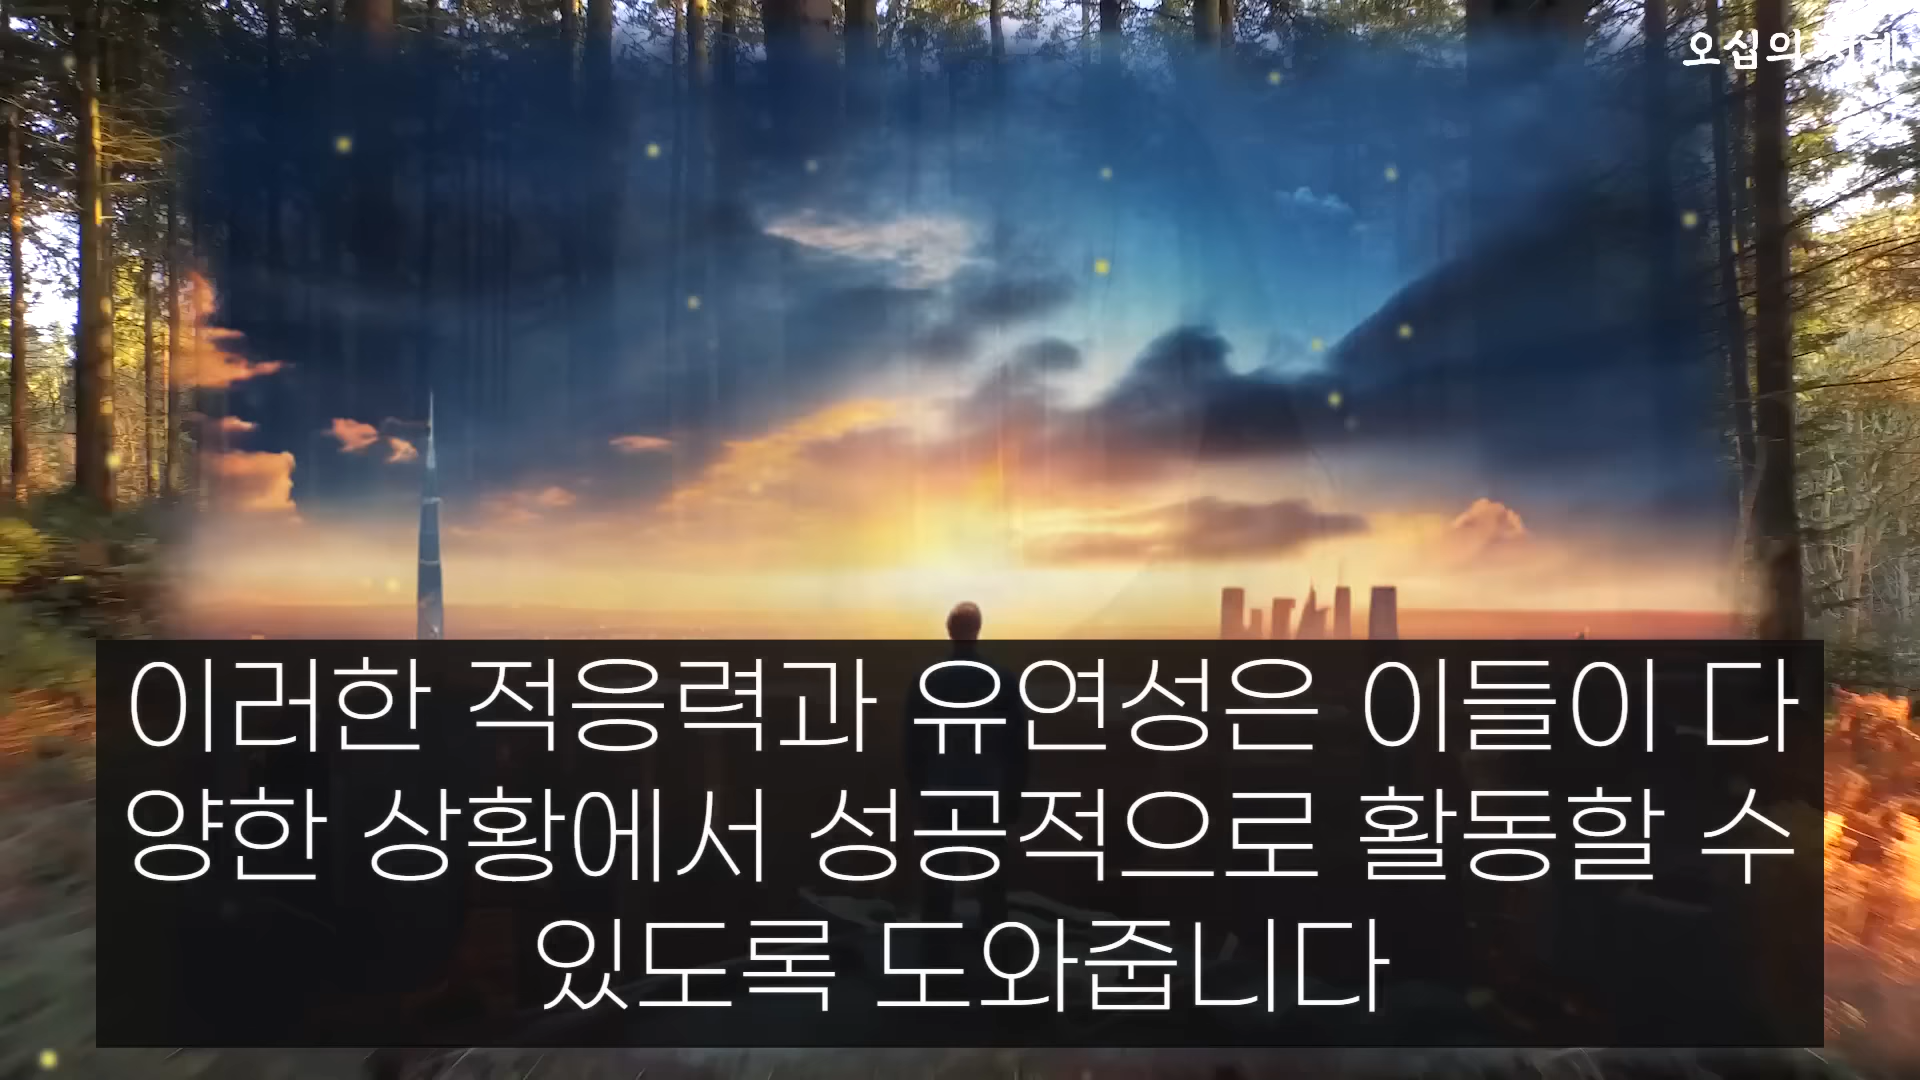 오십의 지혜
이러한 적응력과 유연성은 이들이 다
양한 상황에서 성공적으로 활동할 수
있도록 도와줍니다